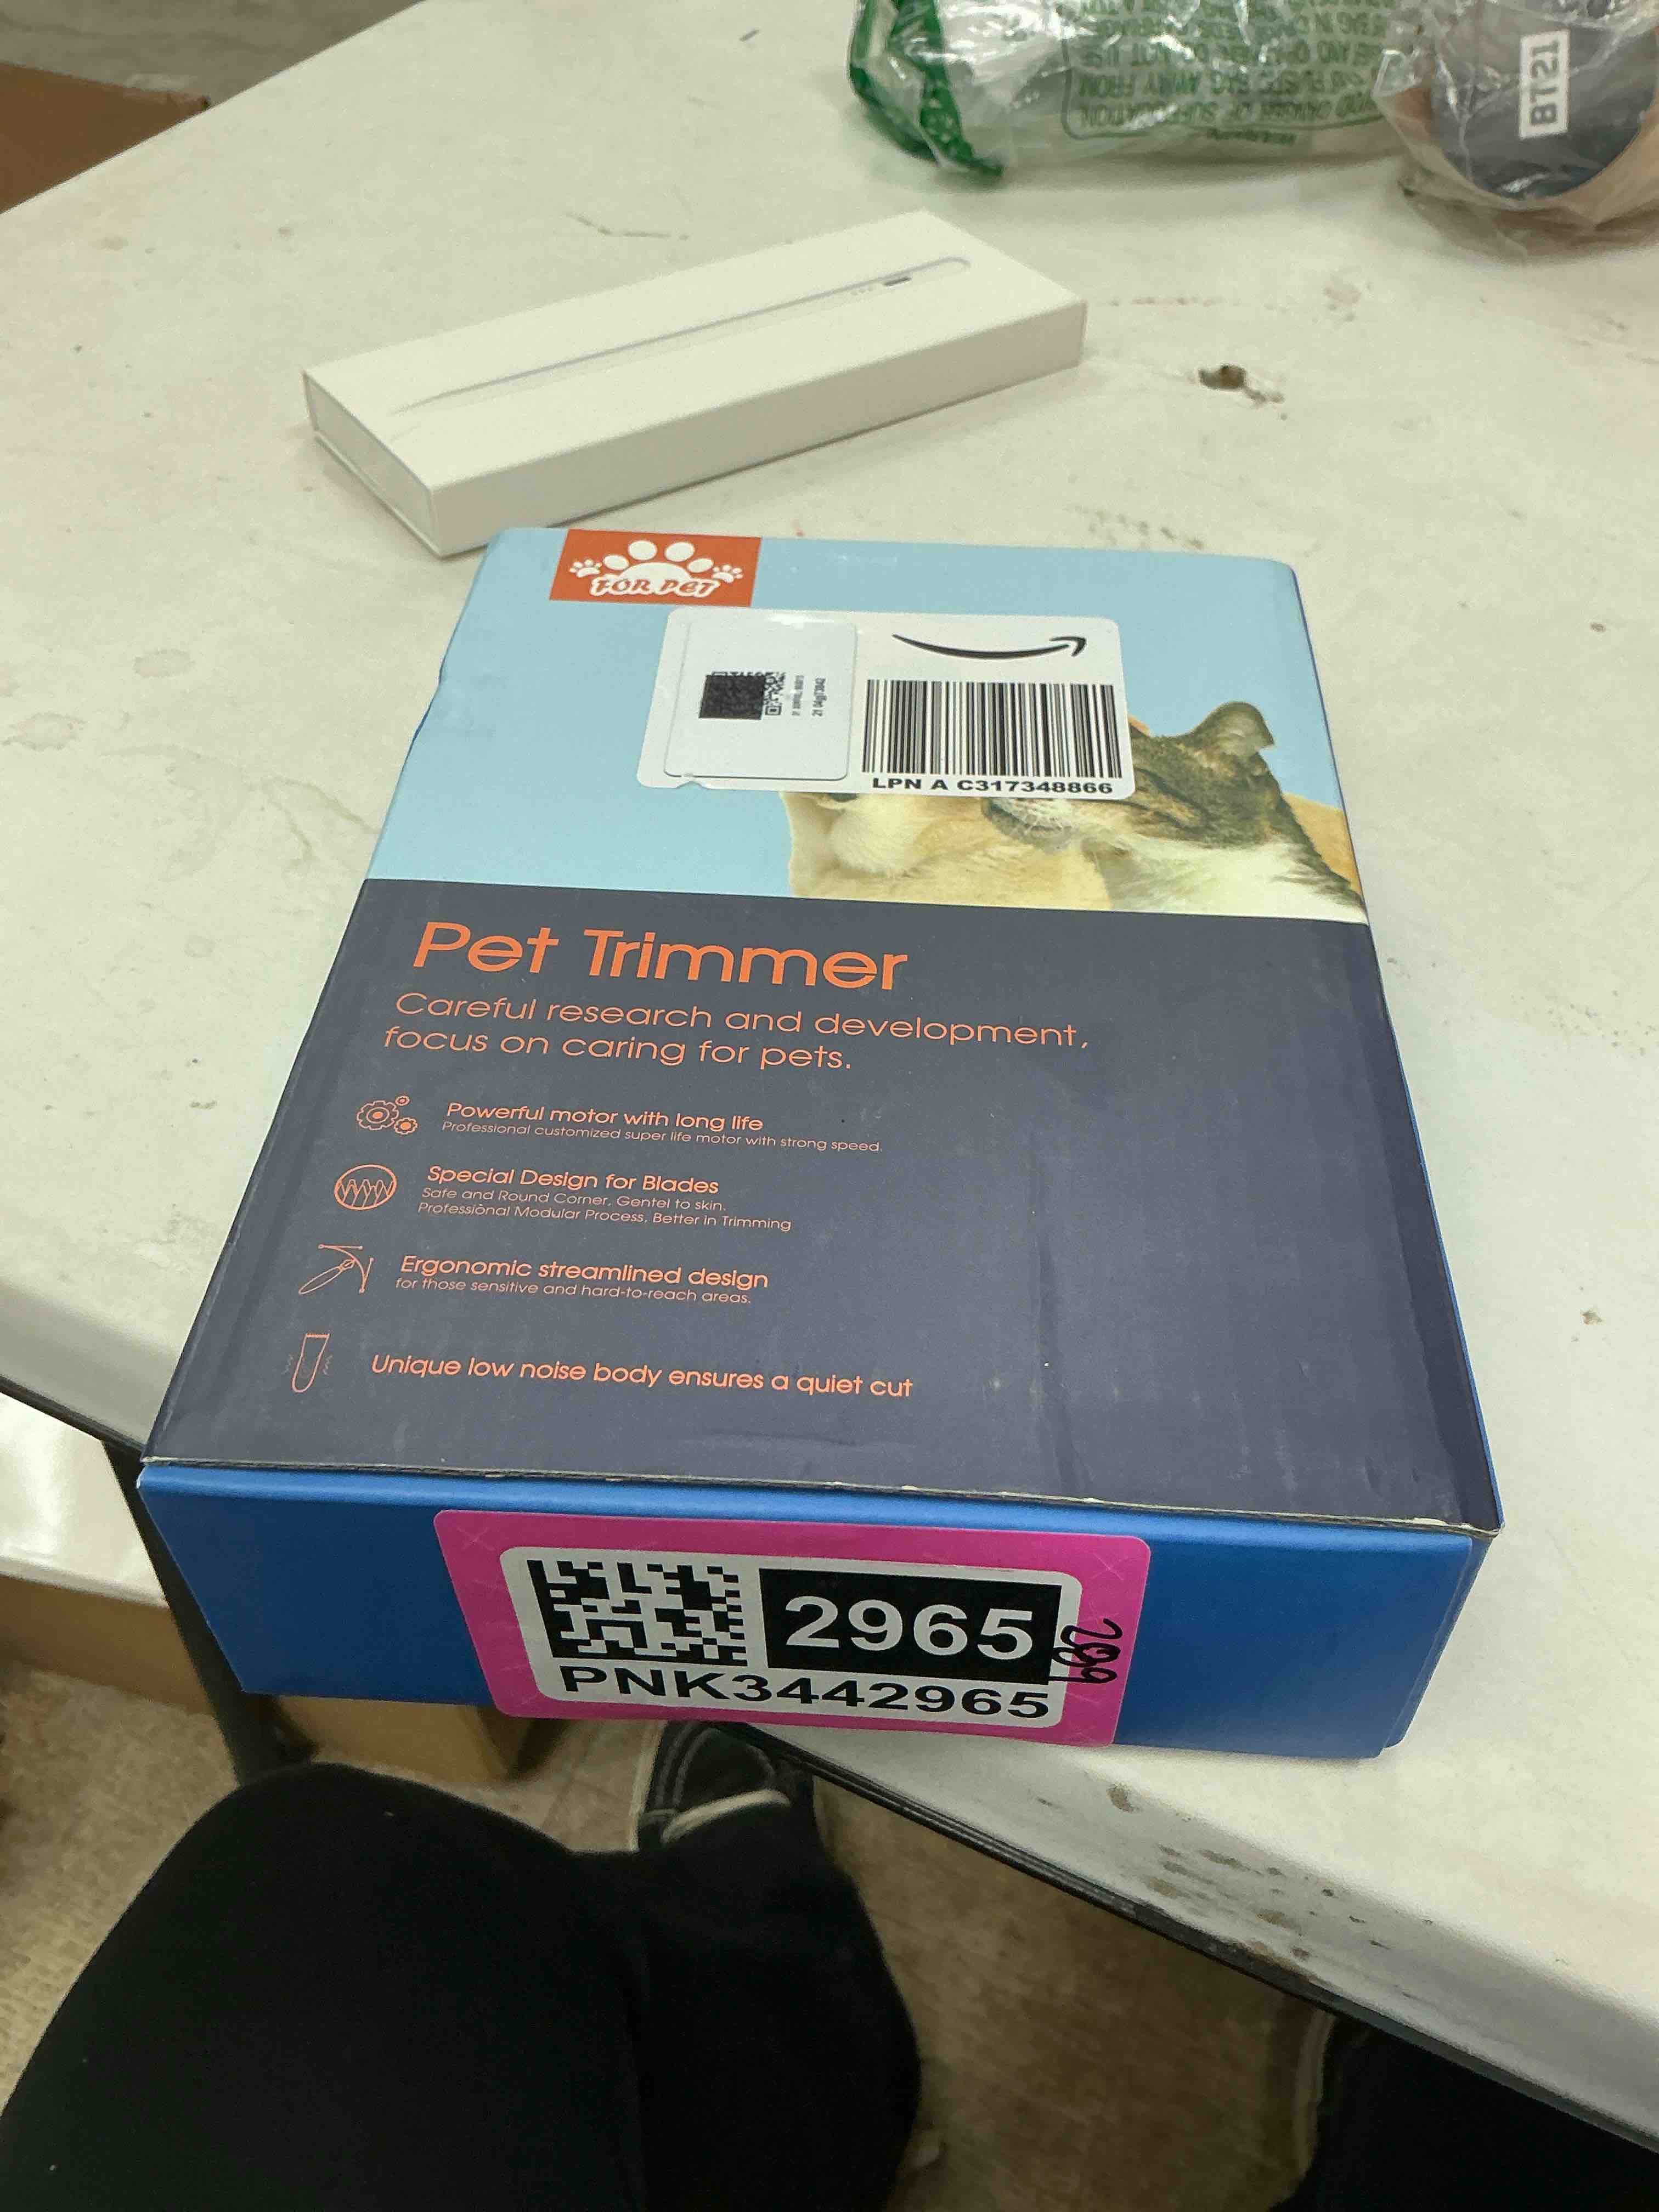 BT21
FOR PET
LPN A C317348866
Pet Trimmer
Careful research and development,
focus on caring for pets.
Powerful motor with long life
Professional customized super life motor with strong speed.
Special Design for Blades
Safe and Round Corner, Gentel to skin.
Professional Modular Process, Better in Trimming
Ergonomic streamlined design
for those sensitive and hard-to-reach areas.
Unique low noise body ensures a quiet cut
2965
PNK3442965